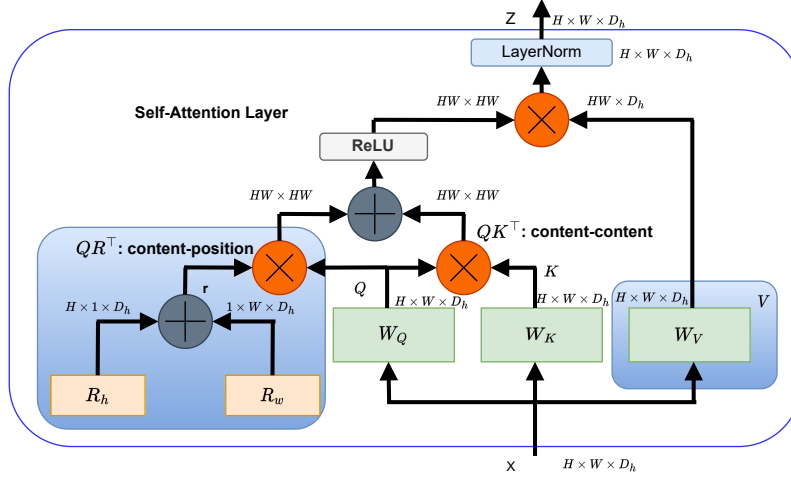 Z
H × W × D_h
LayerNorm
H × W × D_h
Self-Attention Layer
HW × HW
HW × D_h
ReLU
HW × HW
HW × HW
QR^⊤: content-position
QK^⊤: content-content
Q
K
r
H × 1 × D_h
1 × W × D_h
H × W × D_h
H × W × D_h
H × W × D_h
V
W_Q
W_K
W_V
R_h
R_w
X
H × W × D_h